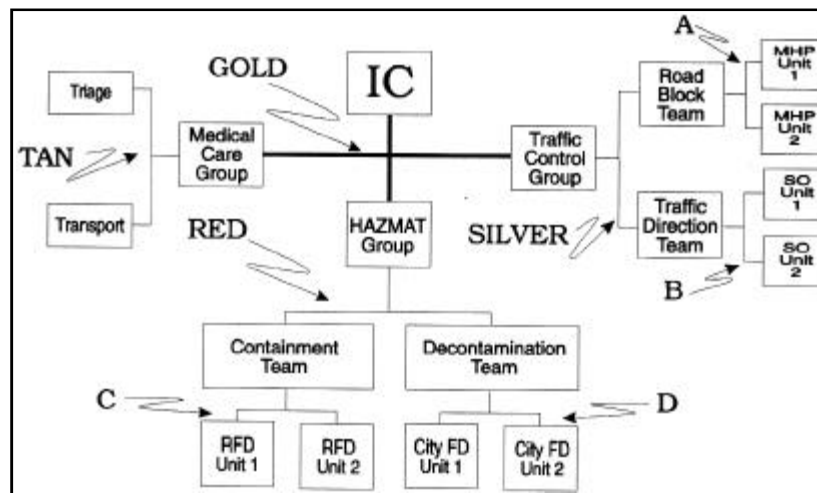 A
MHP
Unit
1
GOLD
IC
Road
Block
Team
Triage
MHP
Unit
2
TAN
Medical
Care
Group
Traffic
Control
Group
SO
Unit
1
Transport
RED
HAZMAT
Group
SILVER
Traffic
Direction
Team
SO
Unit
2
B
Containment
Team
Decontamination
Team
C
D
RFD
Unit 1
RFD
Unit 2
City FD
Unit 1
City FD
Unit 2